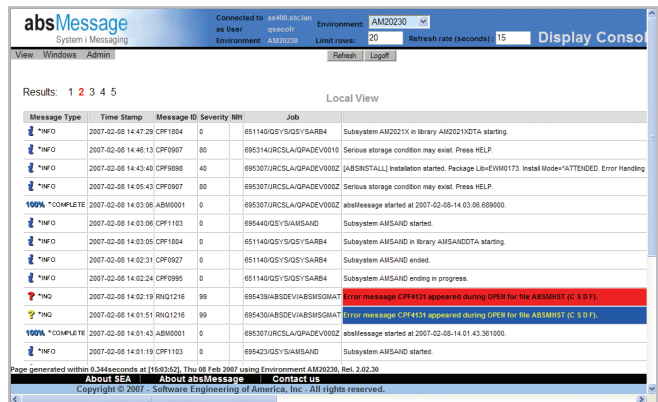 absMessage
System i Messaging
Connected to as400.atc.lan
as User qsecofr
Environment AM20230
Environment: AM20230
Limit rows: 20 Refresh rate (seconds): 15
Display Consol
View Windows Admin
Refresh Logoff
Results: 1 2 3 4 5
Local View
Message Type Time Stamp Message ID Severity NIH Job
*INFO 2007-02-08 14:47:29 CPF1804 0 651140/QSYS/QSYSARB4 Subsystem AM2021X in library AM2021XDTA starting.
*INFO 2007-02-08 14:46:13 CPF0907 80 695314/JRCSLA/QPADEV0010 Serious storage condition may exist. Press HELP.
*INFO 2007-02-08 14:43:40 CPF9898 40 695307/JRCSLA/QPADEV000Z [ABSINSTALL] Installation started. Package Lib=EWM0173. Install Mode=*ATTENDED. Error Handling
*INFO 2007-02-08 14:05:43 CPF0907 80 695307/JRCSLA/QPADEV000Z Serious storage condition may exist. Press HELP.
100% *COMPLETE 2007-02-08 14:03:06 ABM0001 0 695307/JRCSLA/QPADEV000Z absMessage started at 2007-02-08-14.03.06.689000.
*INFO 2007-02-08 14:03:06 CPF1103 0 695440/QSYS/AMSAND Subsystem AMSAND started.
*INFO 2007-02-08 14:03:05 CPF1804 0 651140/QSYS/QSYSARB4 Subsystem AMSAND in library AMSANDDTA starting.
*INFO 2007-02-08 14:02:31 CPF0927 0 651140/QSYS/QSYSARB4 Subsystem AMSAND ended.
*INFO 2007-02-08 14:02:24 CPF0995 0 651140/QSYS/QSYSARB4 Subsystem AMSAND ending in progress.
*INQ 2007-02-08 14:02:19 RNQ1216 99 695439/ABSDEV/ABSMSGMAT Error message CPF4131 appeared during OPEN for file ABSMHST (C S D F).
*INQ 2007-02-08 14:01:51 RNQ1216 99 695430/ABSDEV/ABSMSGMAT Error message CPF4131 appeared during OPEN for file ABSMHST (C S D F).
100% *COMPLETE 2007-02-08 14:01:43 ABM0001 0 695307/JRCSLA/QPADEV000Z absMessage started at 2007-02-08-14.01.43.361000.
*INFO 2007-02-08 14:01:19 CPF1103 0 695423/QSYS/AMSAND Subsystem AMSAND started.
Page generated within 0.344seconds at [15:03:52], Thu 08 Feb 2007 using Environment AM20230, Rel. 2.02.30
About SEA About absMessage Contact us
Copyright © 2007 - Software Engineering of America, Inc - All rights reserved.